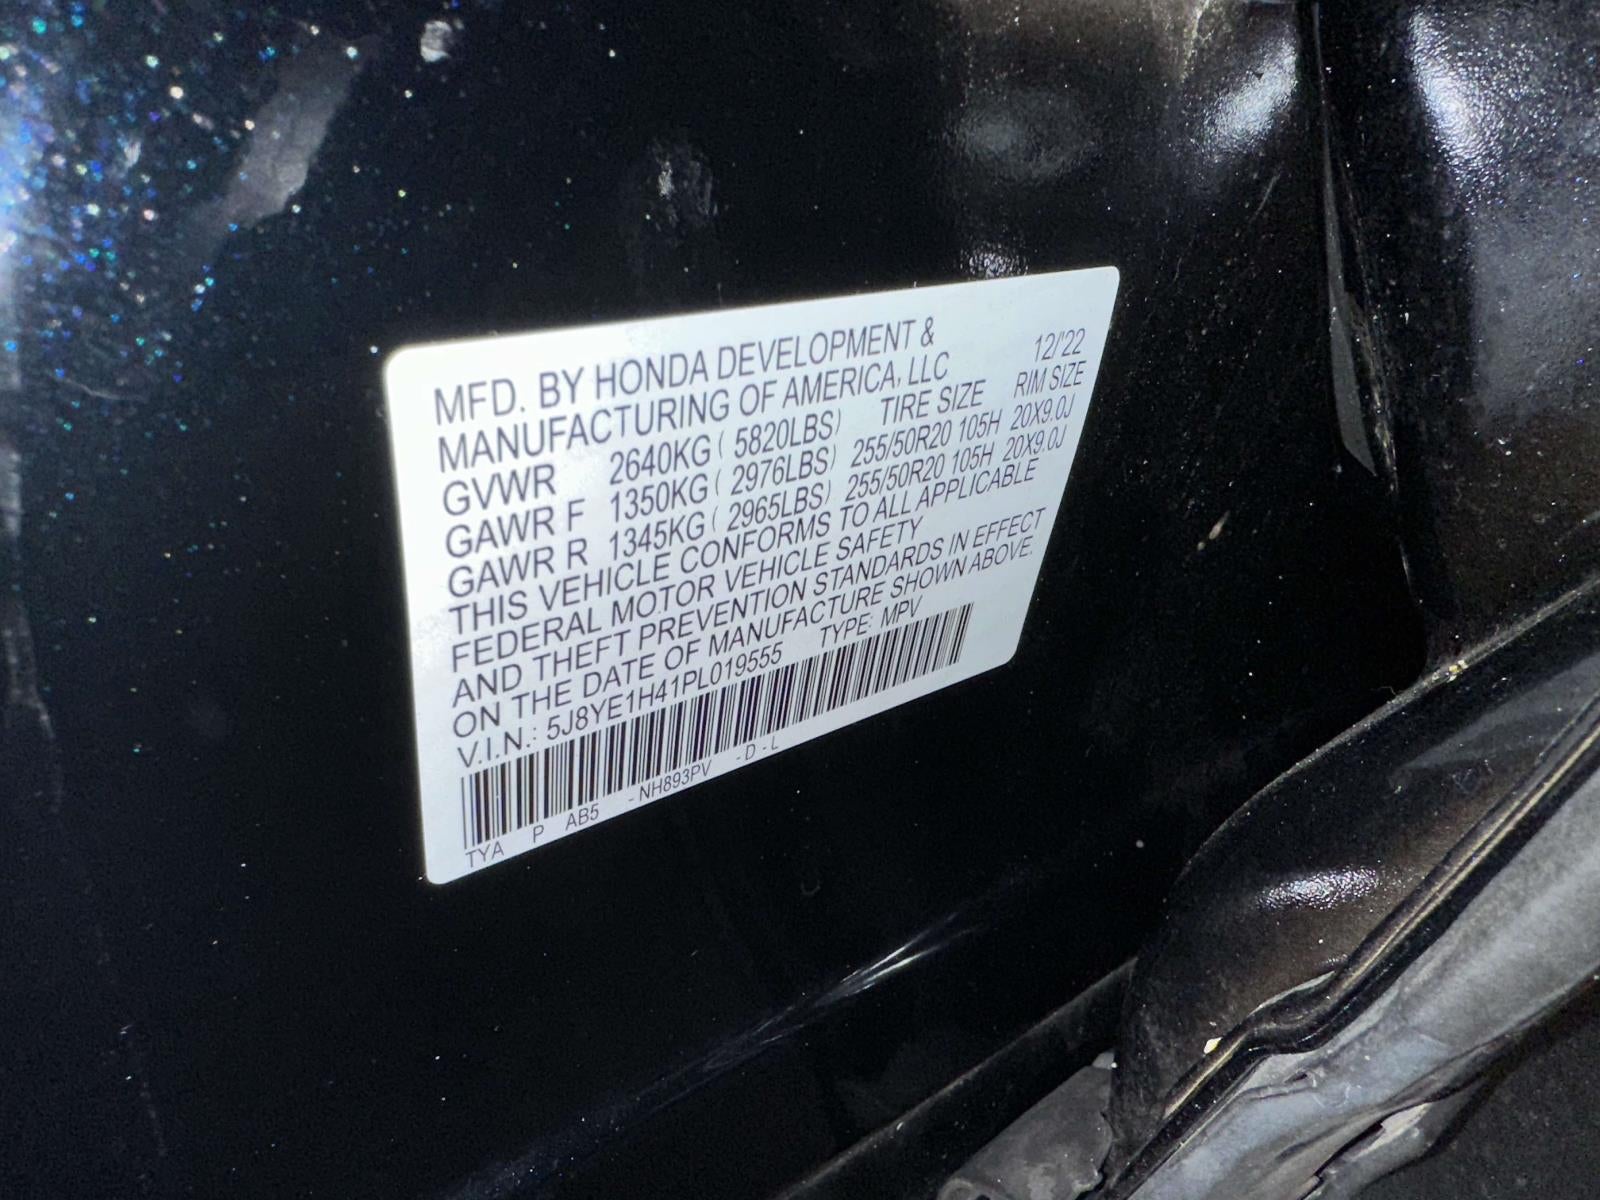 MFD. BY HONDA DEVELOPMENT &
MANUFACTURING OF AMERICA, LLC 12/'22
GVWR 2640KG ( 5820LBS) TIRE SIZE RIM SIZE
GAWR F 1350KG ( 2976LBS) 255/50R20 105H 20X9.0J
GAWR R 1345KG ( 2965LBS) 255/50R20 105H 20X9.0J
THIS VEHICLE CONFORMS TO ALL APPLICABLE
FEDERAL MOTOR VEHICLE SAFETY
AND THEFT PREVENTION STANDARDS IN EFFECT
ON THE DATE OF MANUFACTURE SHOWN ABOVE.
V.I.N.: 5J8YE1H41PL019555 TYPE: MPV
TYA P AB5 - NH893PV - D - L